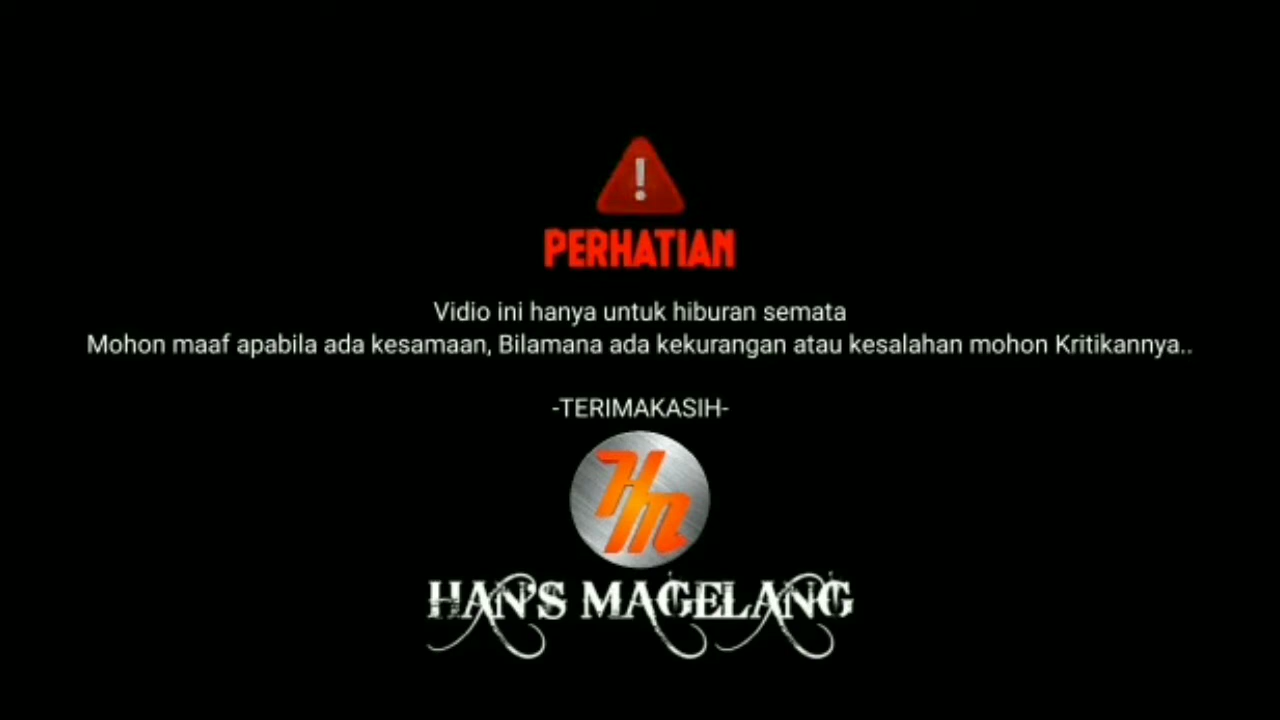 !
PERHATIAN
Vidio ini hanya untuk hiburan semata
Mohon maaf apabila ada kesamaan, Bilamana ada kekurangan atau kesalahan mohon Kritikannya..
-TERIMAKASIH-
Hm
HAN'S MAGELANG